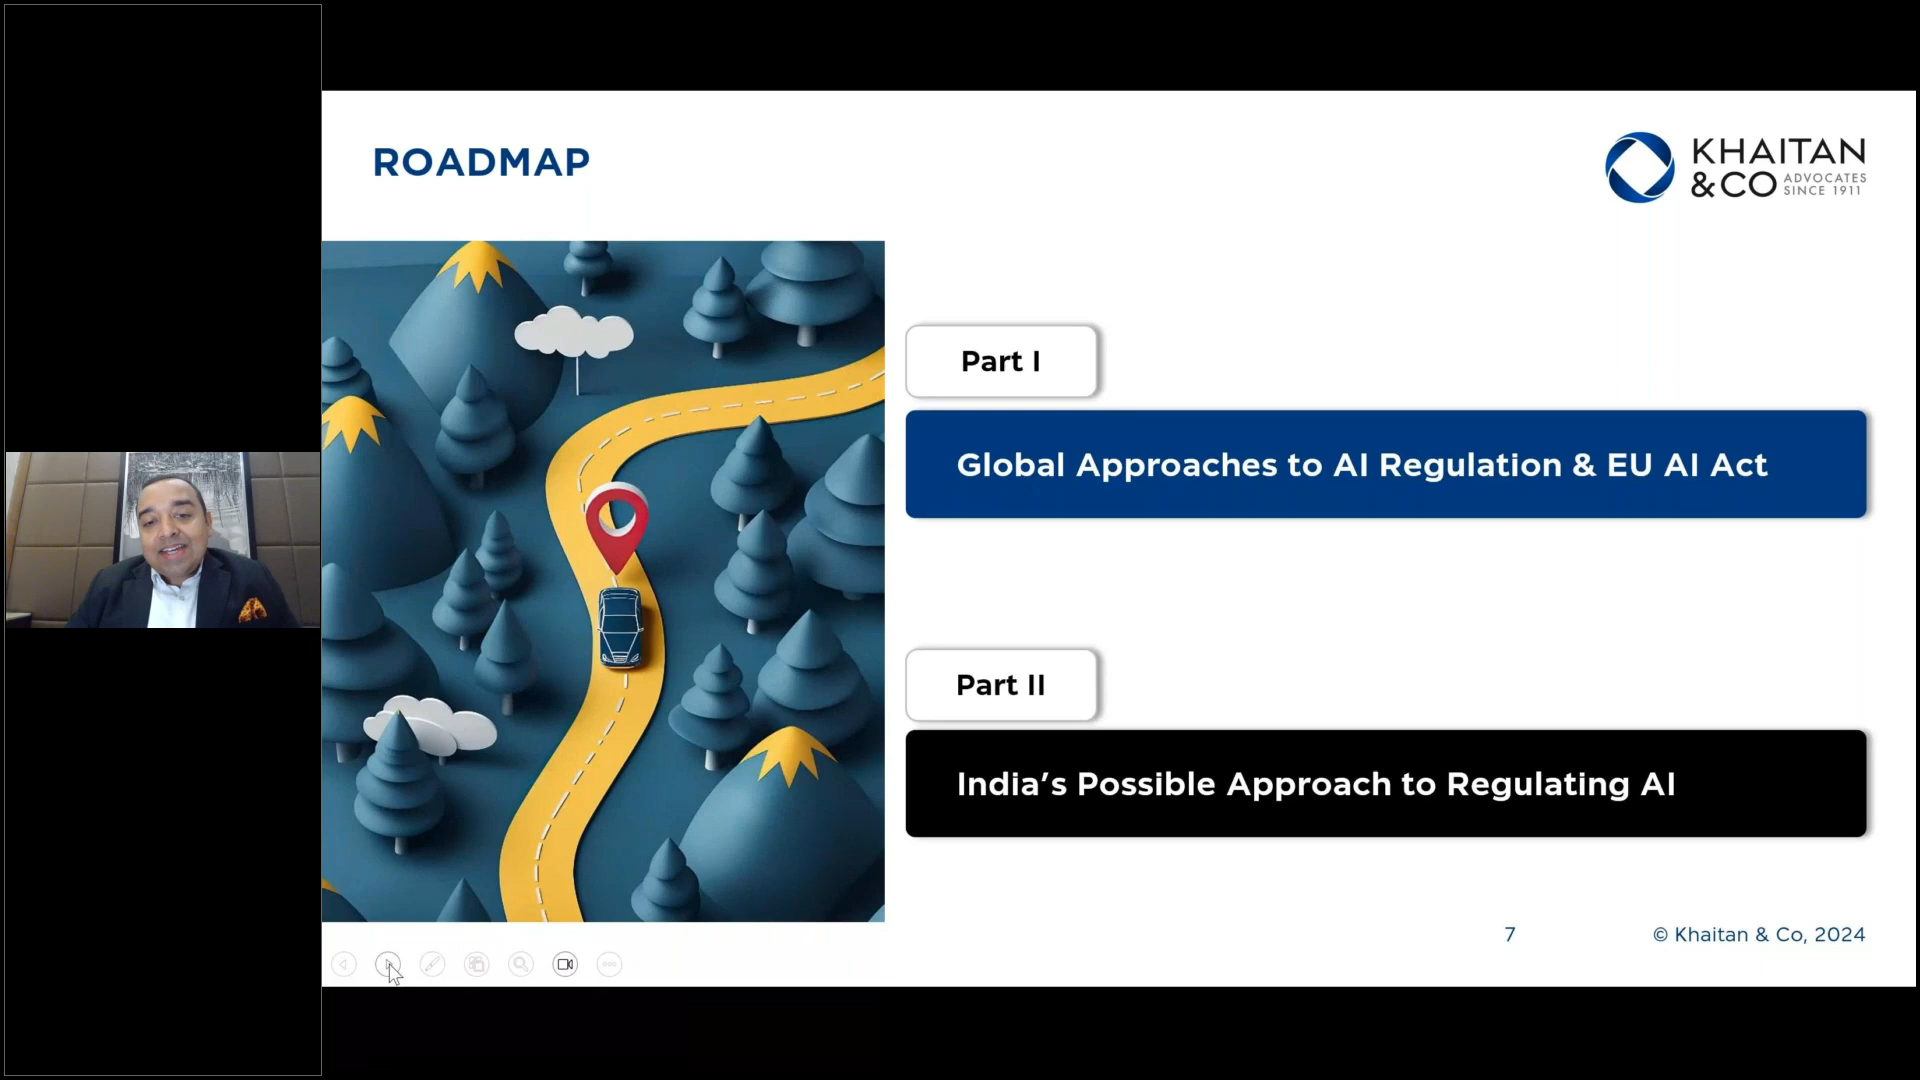 ROADMAP
KHAITAN
&CO ADVOCATES
SINCE 1911
Part I
Global Approaches to AI Regulation & EU AI Act
Part II
India’s Possible Approach to Regulating AI
7
© Khaitan & Co, 2024